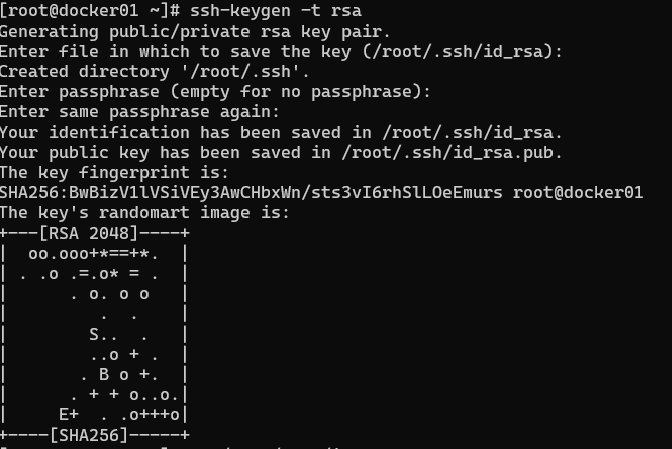 [root@docker01 ~]# ssh-keygen -t rsa
Generating public/private rsa key pair.
Enter file in which to save the key (/root/.ssh/id_rsa):
Created directory '/root/.ssh'.
Enter passphrase (empty for no passphrase):
Enter same passphrase again:
Your identification has been saved in /root/.ssh/id_rsa.
Your public key has been saved in /root/.ssh/id_rsa.pub.
The key fingerprint is:
SHA256:BwBizV1lVSiVEy3AwCHbxWn/sts3vI6rhSlLOeEmurs root@docker01
The key's randomart image is:
+---[RSA 2048]----+
|  oo.ooo+*==+*.  |
| . .o .=.o* = .  |
|      . o. o o   |
|         .  .    |
|        S..  .   |
|        ..o + .  |
|       . B o +.  |
|      . + + o..o.|
|     E+  . .o+++o|
+----[SHA256]-----+